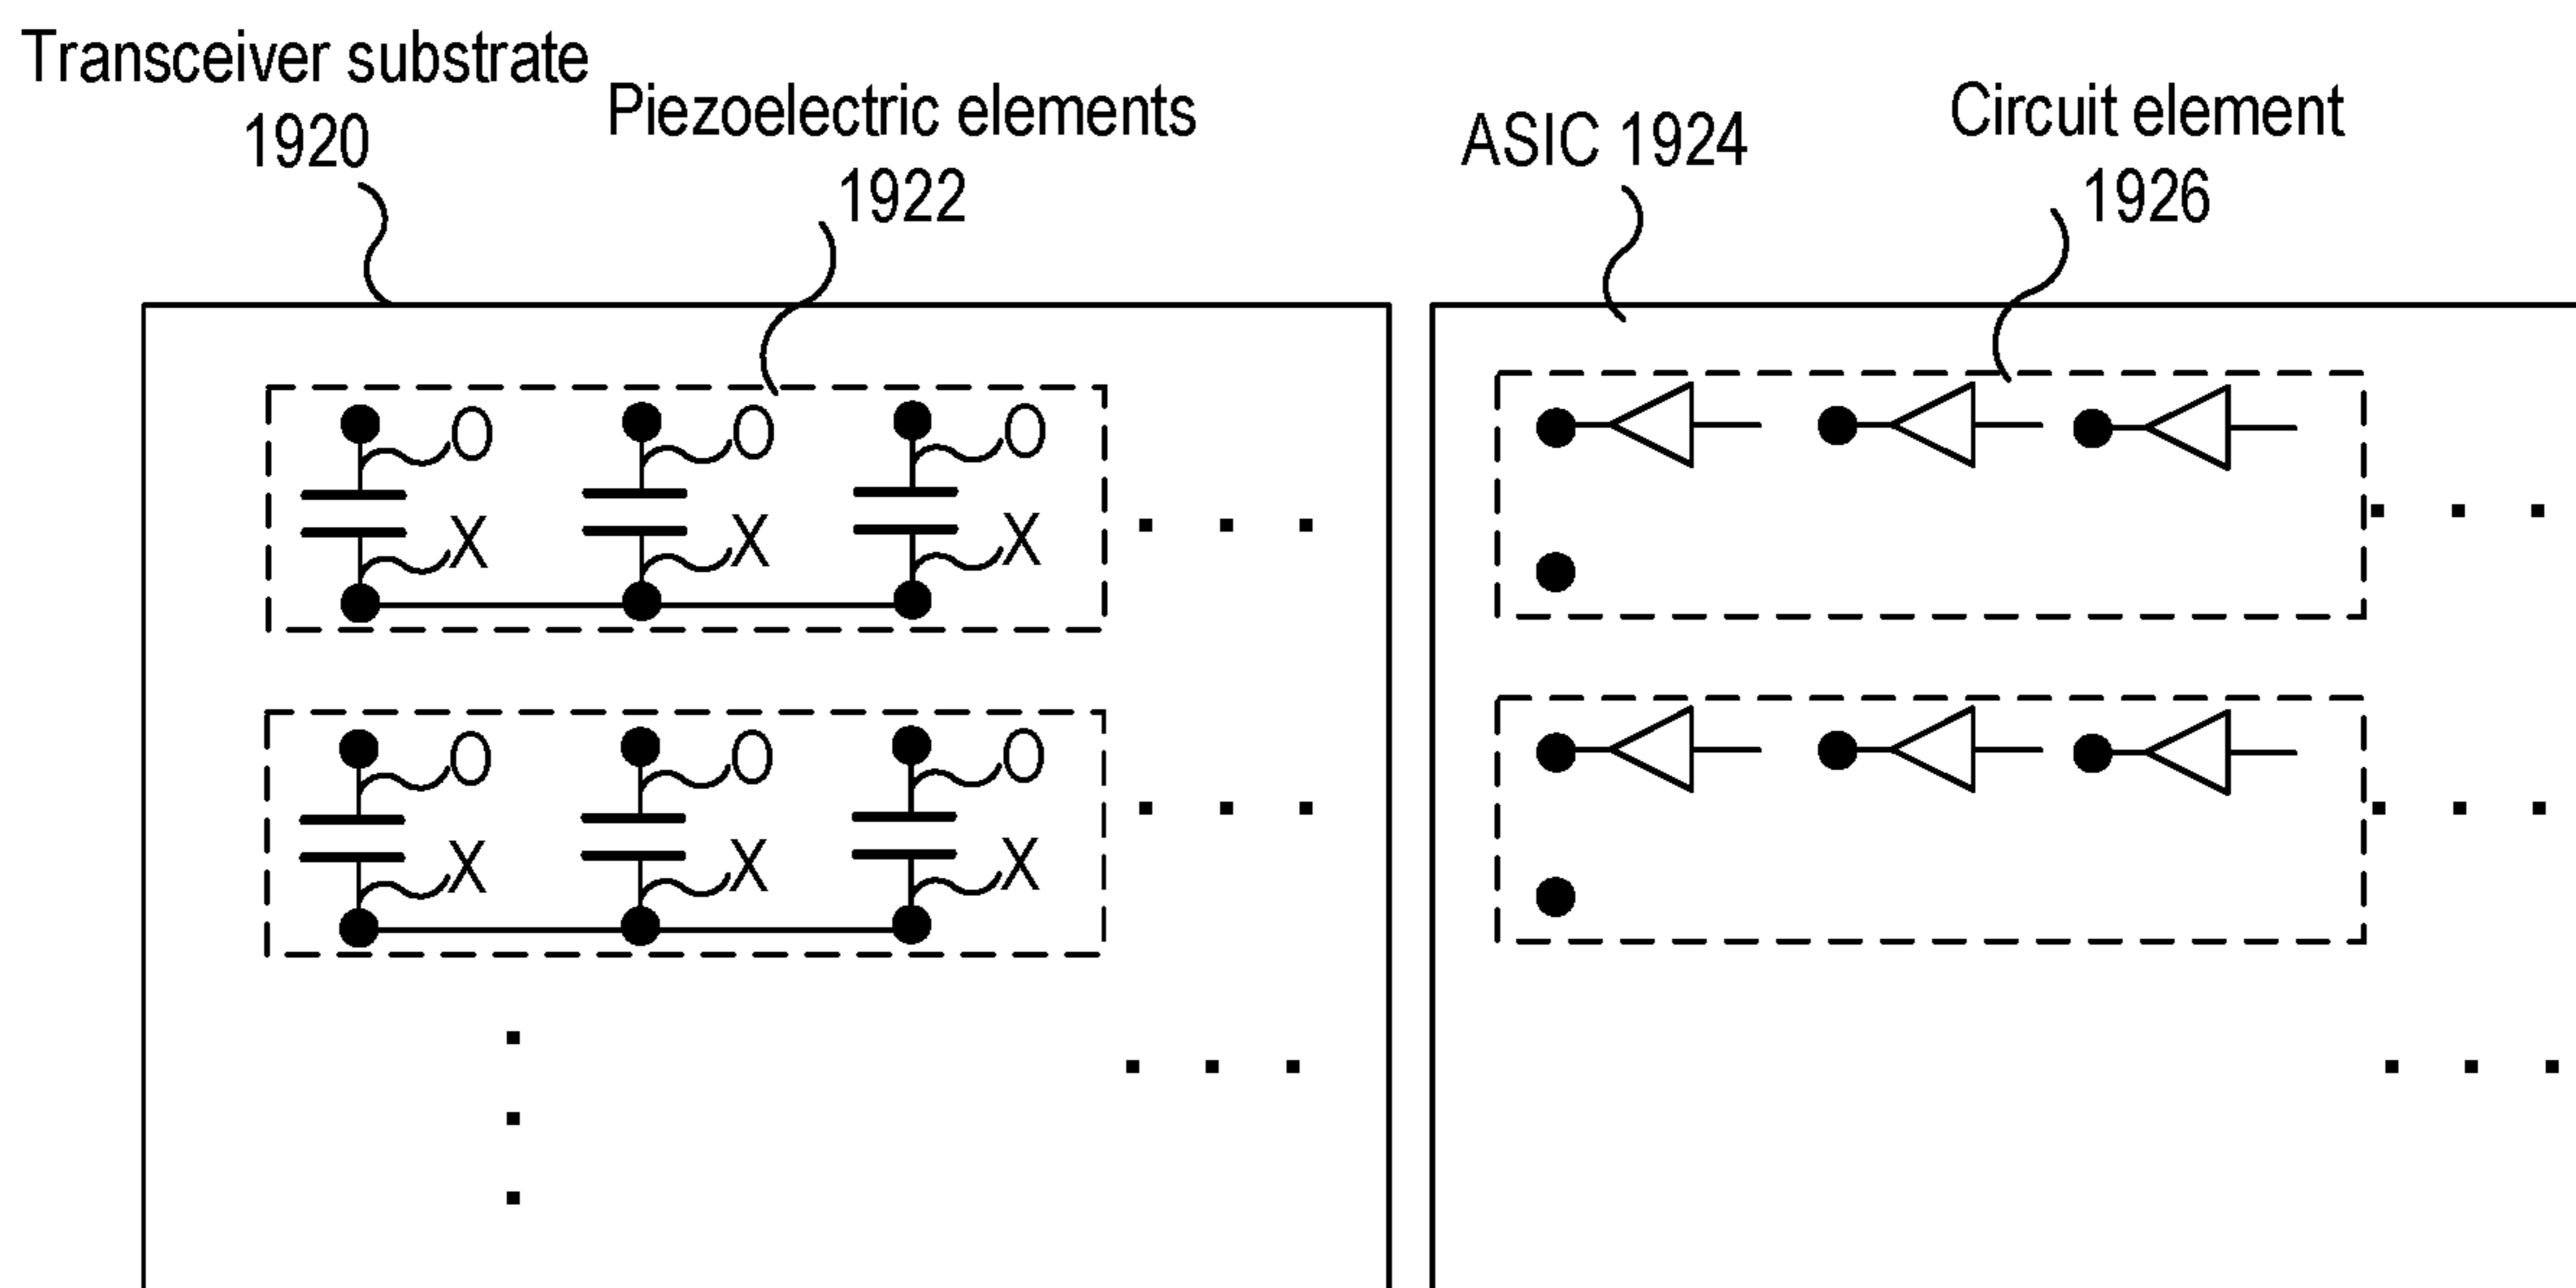 Transceiver substrate
1920
Piezoelectric elements
1922
ASIC 1924
Circuit element
1926
O O O
X X X
O O O
X X X